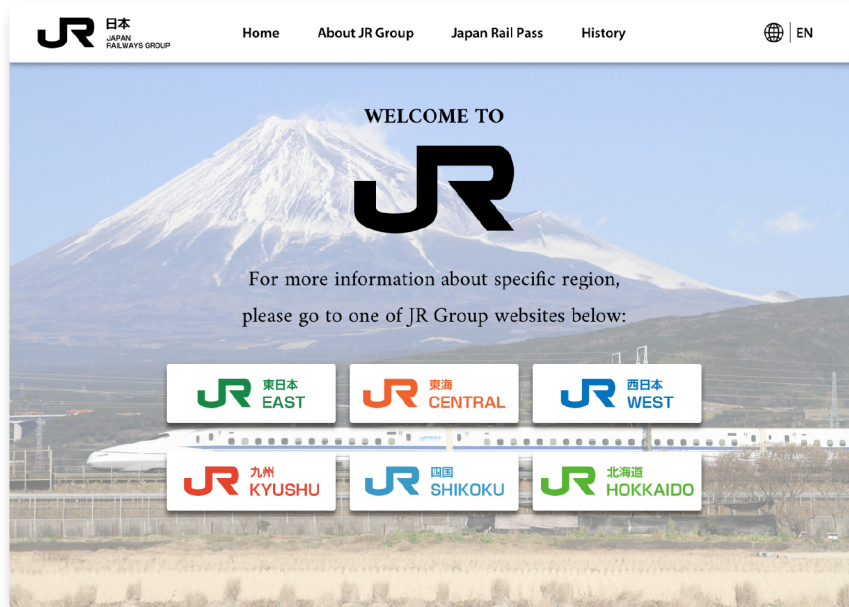 JR 日本
JAPAN
RAILWAYS GROUP
Home
About JR Group
Japan Rail Pass
History
EN
WELCOME TO
JR
For more information about specific region,
please go to one of JR Group websites below:
JR 東日本
EAST
JR 東海
CENTRAL
JR 西日本
WEST
JR 九州
KYUSHU
JR 四国
SHIKOKU
JR 北海道
HOKKAIDO